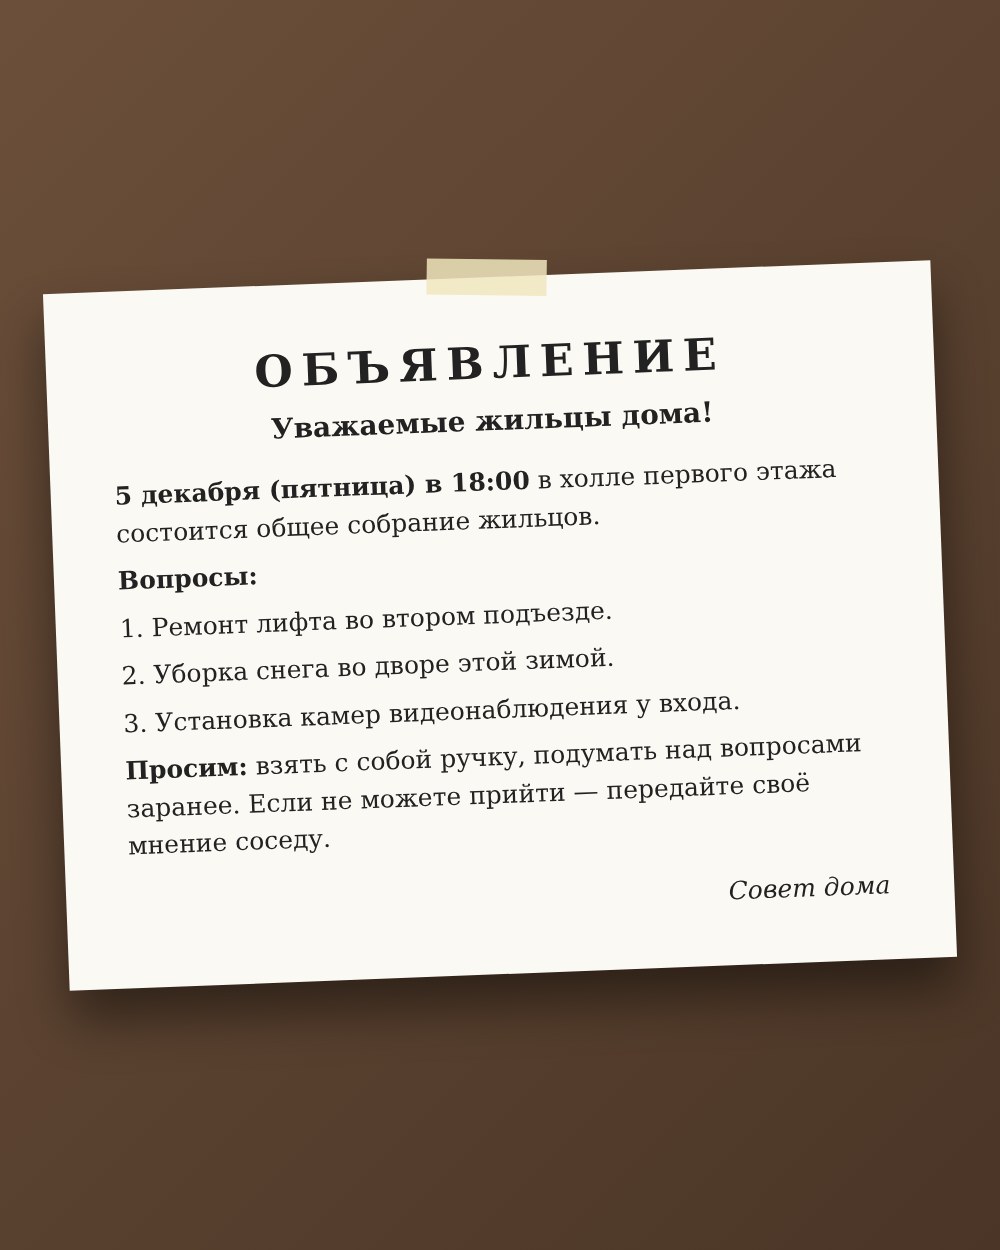 ОБЪЯВЛЕНИЕ
Уважаемые жильцы дома!
5 декабря (пятница) в 18:00 в холле первого этажа
состоится общее собрание жильцов.
Вопросы:
1. Ремонт лифта во втором подъезде.
2. Уборка снега во дворе этой зимой.
3. Установка камер видеонаблюдения у входа.
Просим: взять с собой ручку, подумать над вопросами
заранее. Если не можете прийти — передайте своё
мнение соседу.
Совет дома